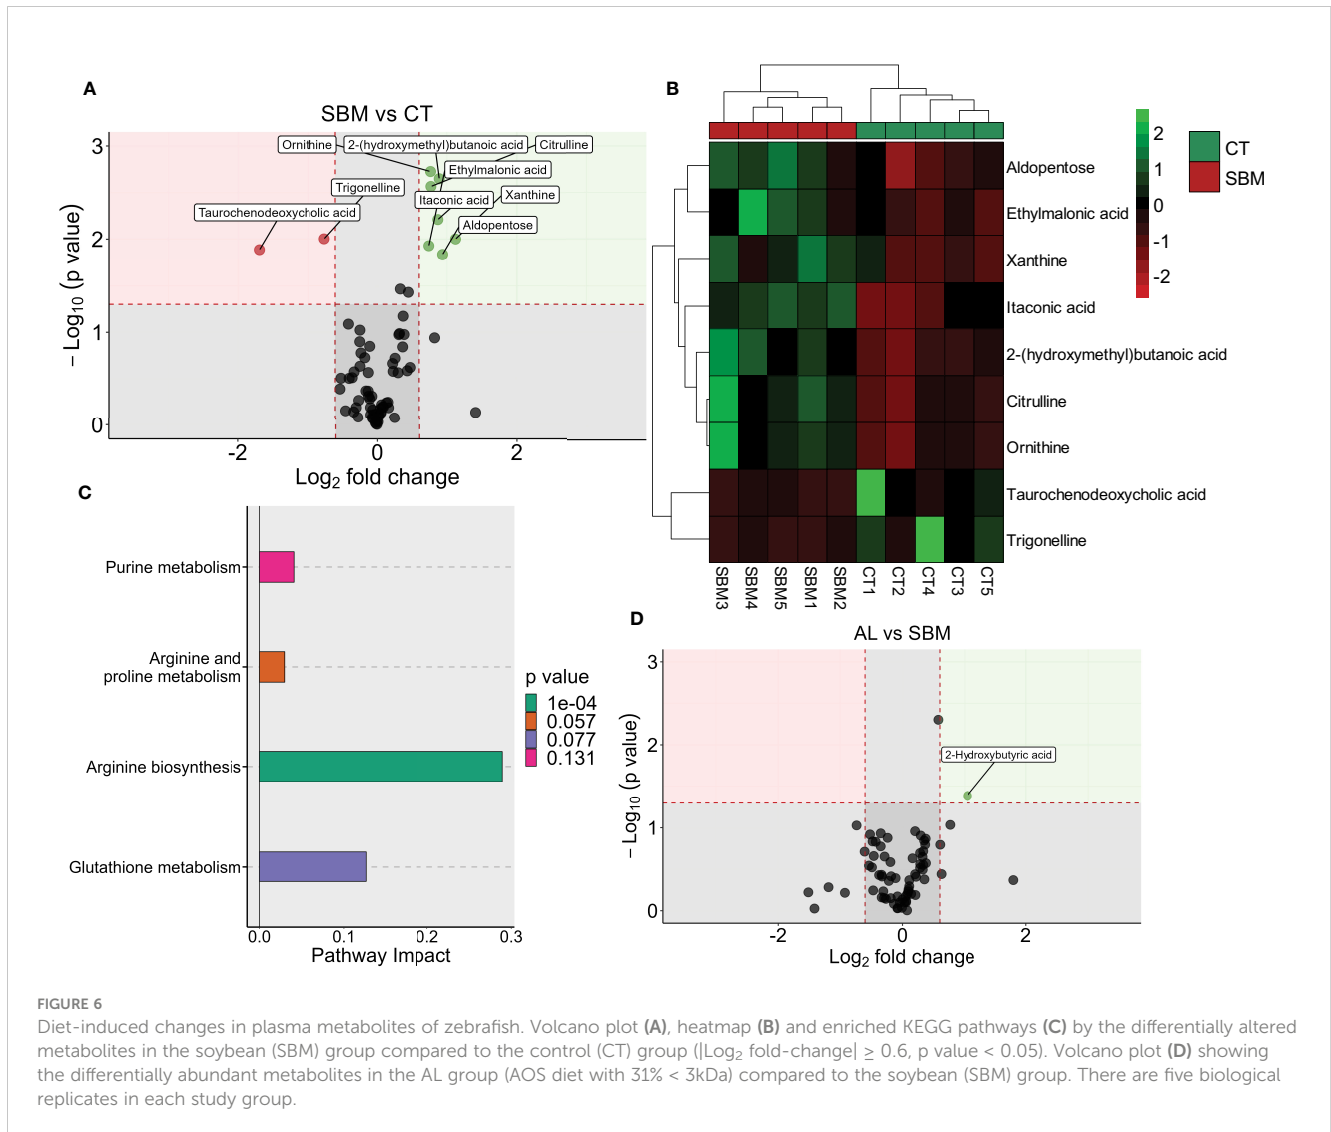 A
SBM vs CT
Ornithine
2-(hydroxymethyl)butanoic acid
Citrulline
Ethylmalonic acid
Trigonelline
Itaconic acid
Xanthine
Taurochenodeoxycholic acid
Aldopentose
3
2
1
0
− Log10 (p value)
-2
0
2
Log2 fold change
B
Aldopentose
Ethylmalonic acid
Xanthine
Itaconic acid
2-(hydroxymethyl)butanoic acid
Citrulline
Ornithine
Taurochenodeoxycholic acid
Trigonelline
SBM3
SBM4
SBM5
SBM1
SBM2
CT1
CT2
CT4
CT3
CT5
2
1
0
-1
-2
CT
SBM
C
Purine metabolism
Arginine and
proline metabolism
Arginine biosynthesis
Glutathione metabolism
0.0
0.1
0.2
0.3
Pathway Impact
p value
1e-04
0.057
0.077
0.131
D
AL vs SBM
2-Hydroxybutyric acid
3
2
1
0
− Log10 (p value)
-2
0
2
Log2 fold change
FIGURE 6
Diet-induced changes in plasma metabolites of zebrafish. Volcano plot (A), heatmap (B) and enriched KEGG pathways (C) by the differentially altered
metabolites in the soybean (SBM) group compared to the control (CT) group (|Log2 fold-change| ≥ 0.6, p value < 0.05). Volcano plot (D) showing
the differentially abundant metabolites in the AL group (AOS diet with 31% < 3kDa) compared to the soybean (SBM) group. There are five biological
replicates in each study group.